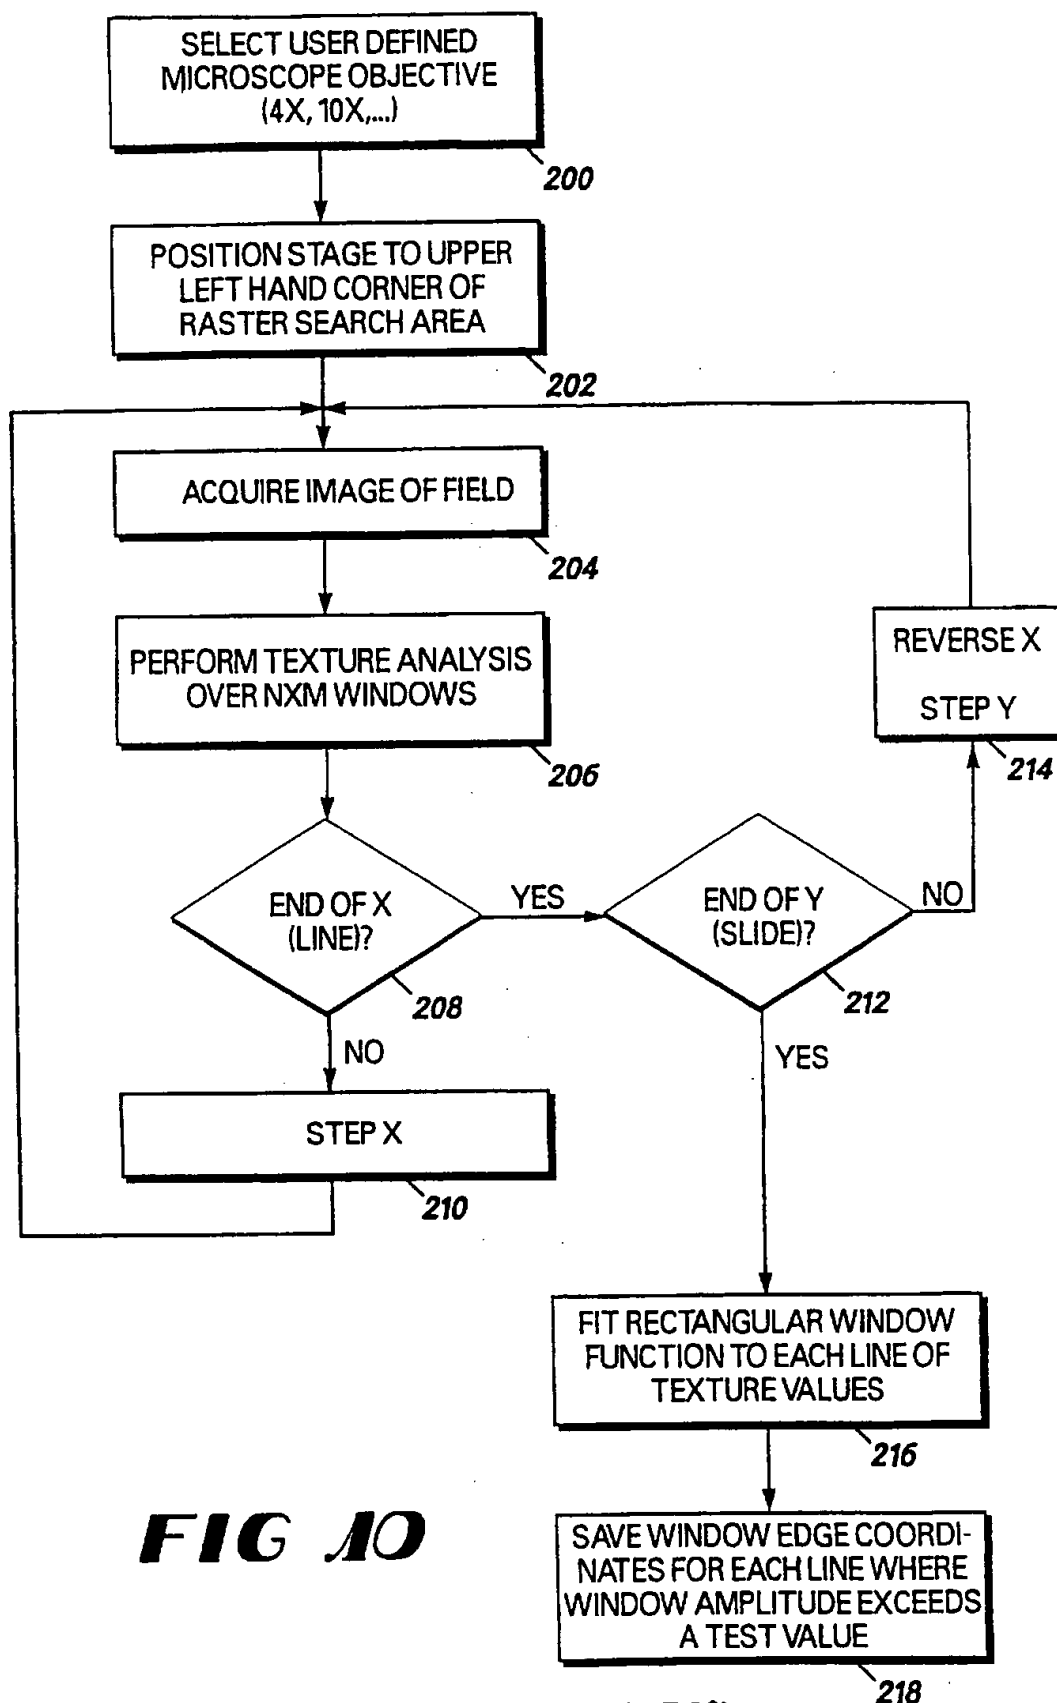 SELECT USER DEFINED
MICROSCOPE OBJECTIVE
(4X, 10X,...)
200
POSITION STAGE TO UPPER
LEFT HAND CORNER OF
RASTER SEARCH AREA
202
ACQUIRE IMAGE OF FIELD
204
PERFORM TEXTURE ANALYSIS
OVER NXM WINDOWS
206
END OF X
(LINE)?
208
YES
NO
STEP X
210
END OF Y
(SLIDE)?
212
NO
REVERSE X
STEP Y
214
YES
FIT RECTANGULAR WINDOW
FUNCTION TO EACH LINE OF
TEXTURE VALUES
216
SAVE WINDOW EDGE COORDI-
NATES FOR EACH LINE WHERE
WINDOW AMPLITUDE EXCEEDS
A TEST VALUE
218
FIG 10